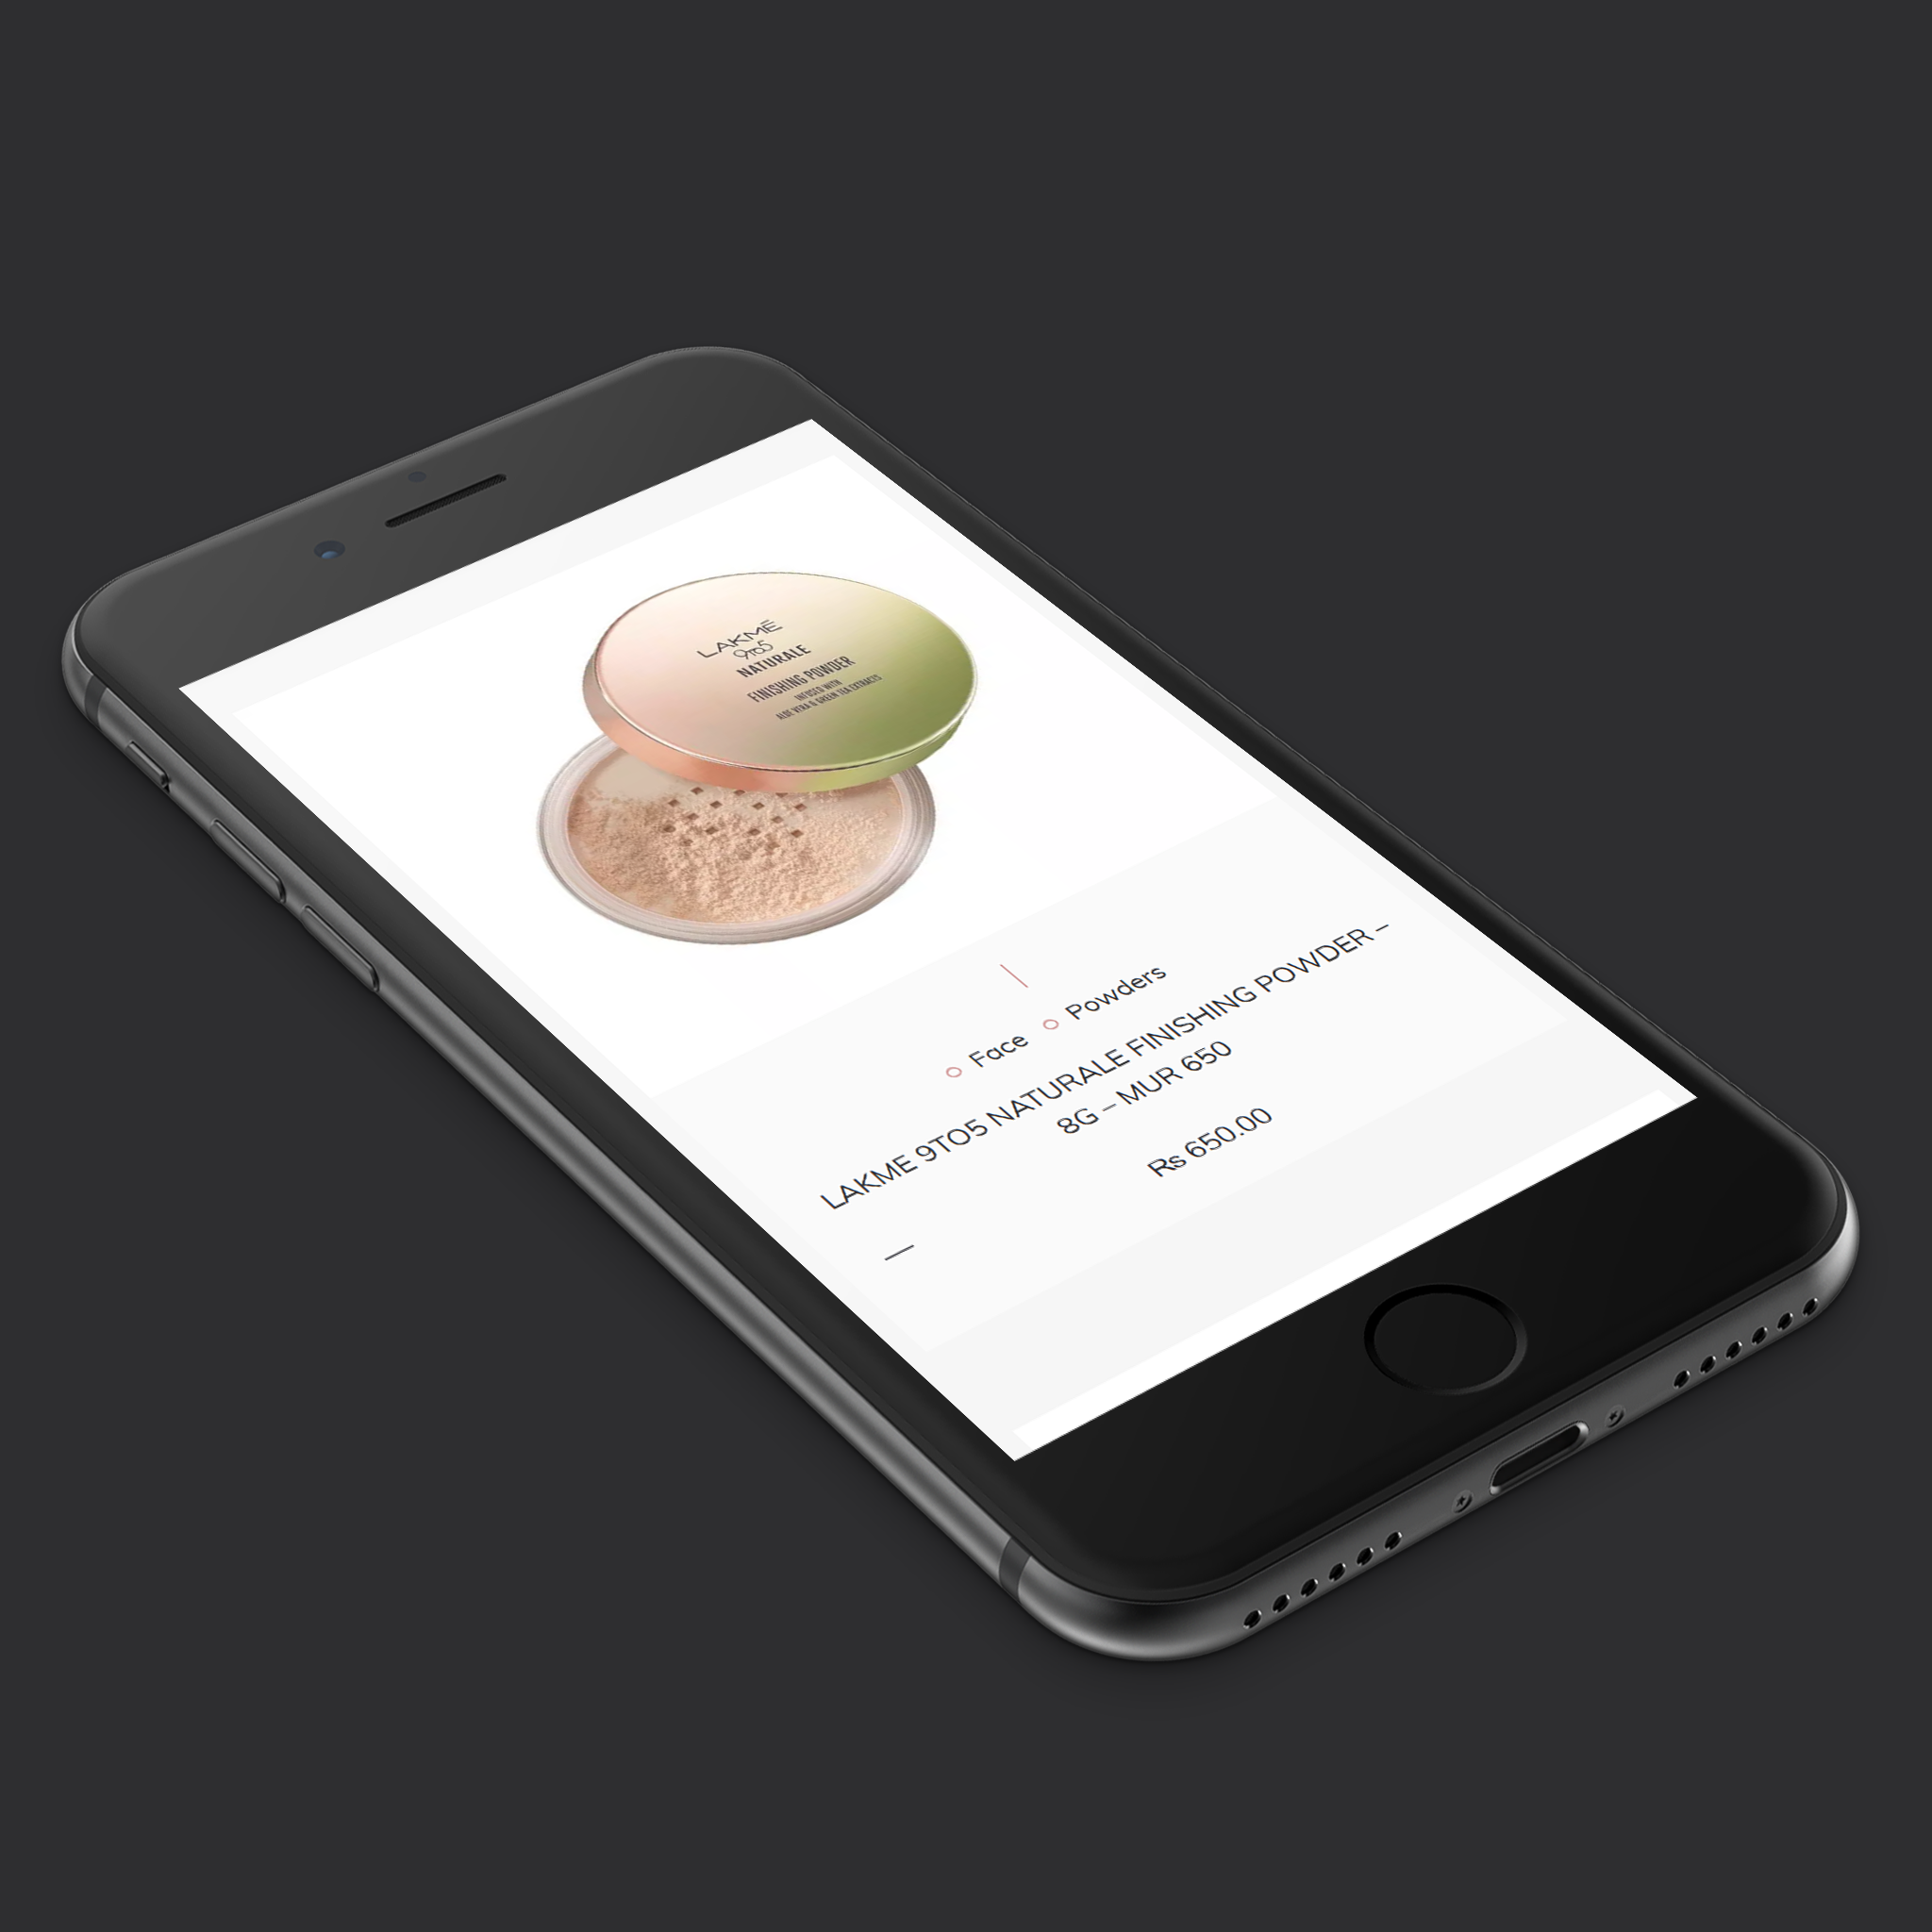 LAKMĒ
9to5
NATURALE
FINISHING POWDER
INFUSED WITH
ALOE VERA & GREEN TEA EXTRACTS
Face Powders
LAKME 9TO5 NATURALE FINISHING POWDER –
8G – MUR 650
Rs 650.00